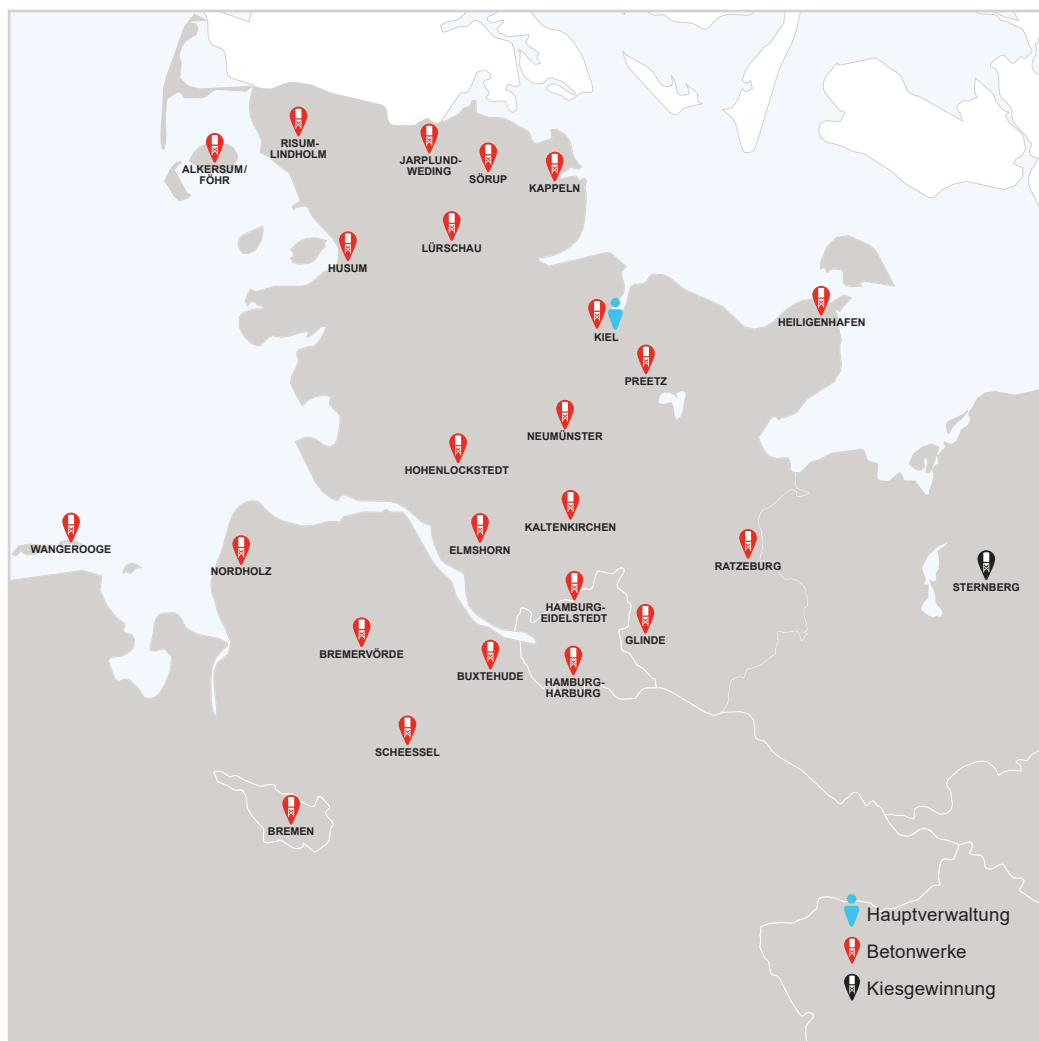 RISUM-
LINDHOLM
JARPLUND-
WEDING
ALKERSUM/
FÖHR
SÖRUP
KAPPELN
LÜRSCHAU
HUSUM
HEILIGENHAFEN
KIEL
PREETZ
NEUMÜNSTER
HOHENLOCKSTEDT
KALTENKIRCHEN
WANGEROOGE
ELMSHORN
NORDHOLZ
RATZEBURG
STERNBERG
HAMBURG-
EIDELSTEDT
GLINDE
BREMERVÖRDE
BUXTEHUDE
HAMBURG-
HARBURG
SCHEESSEL
BREMEN
Hauptverwaltung
Betonwerke
Kiesgewinnung